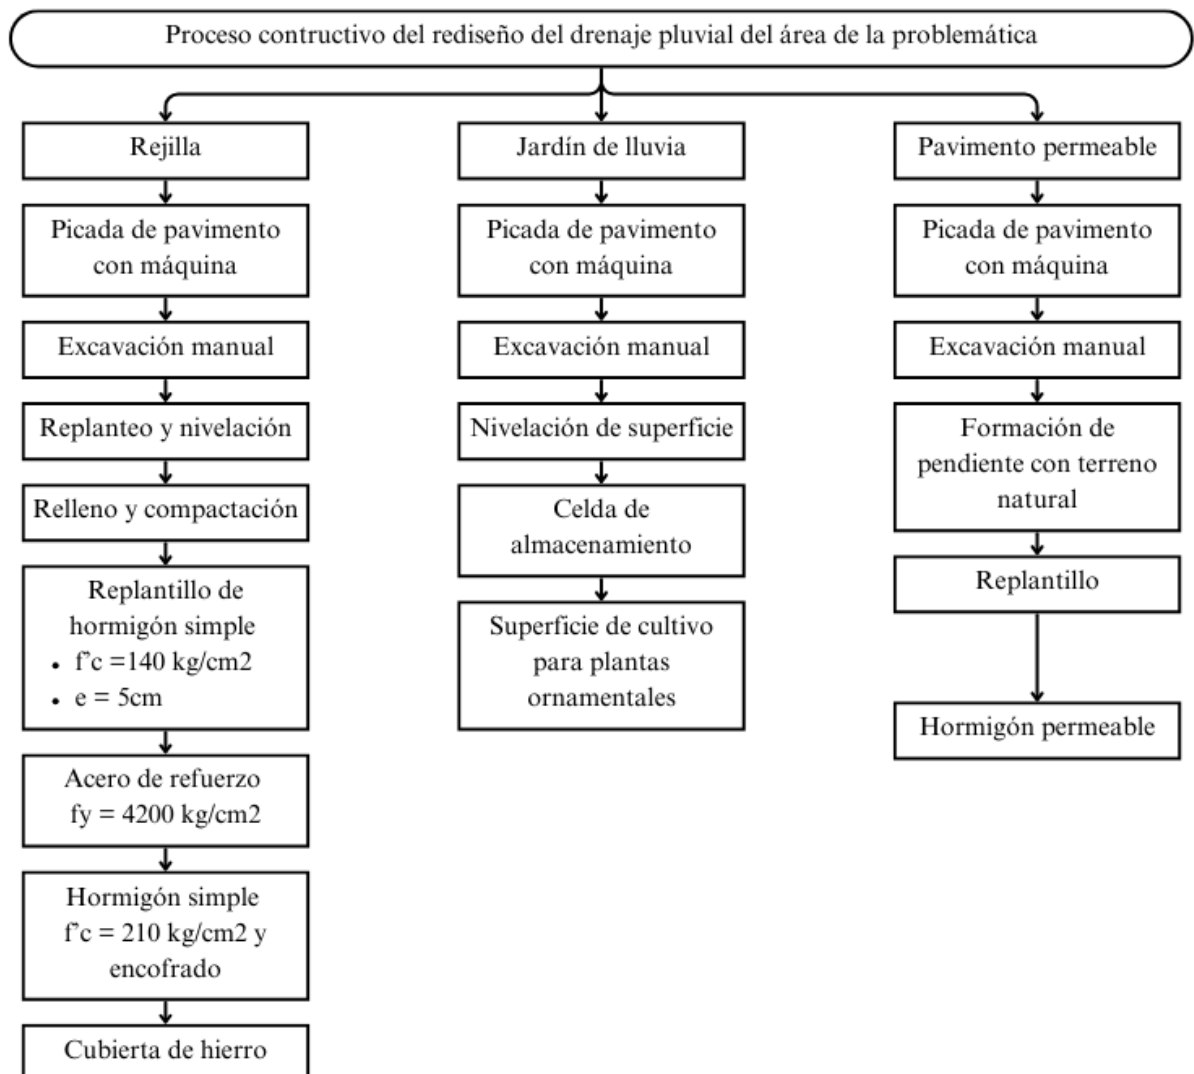 Proceso contructivo del rediseño del drenaje pluvial del área de la problemática
Rejilla
Picada de pavimento
con máquina
Excavación manual
Replanteo y nivelación
Relleno y compactación
Replantillo de
hormigón simple
• f'c =140 kg/cm2
• e = 5cm
Acero de refuerzo
fy = 4200 kg/cm2
Hormigón simple
f'c = 210 kg/cm2 y
encofrado
Cubierta de hierro
Jardín de lluvia
Picada de pavimento
con máquina
Excavación manual
Nivelación de superficie
Celda de
almacenamiento
Superficie de cultivo
para plantas
ornamentales
Pavimento permeable
Picada de pavimento
con máquina
Excavación manual
Formación de
pendiente con terreno
natural
Replantillo
Hormigón permeable